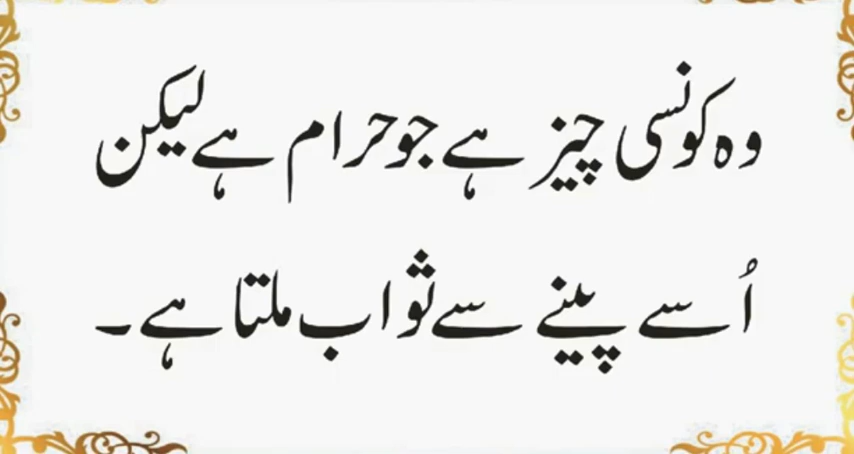 وہ کونسی چیز ہے جو حرام ہے لیکن
اُسے پینے سے ثواب ملتا ہے۔